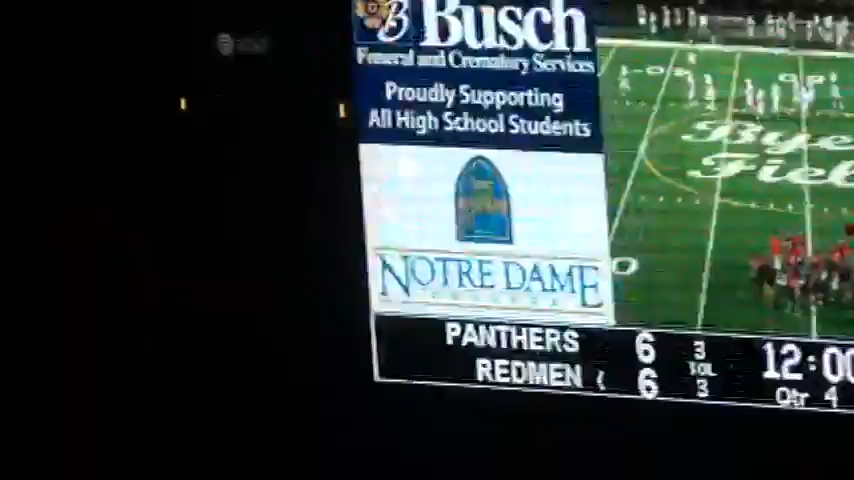 Busch
Funeral and Crematory Services
Proudly Supporting
All High School Students
NOTRE DAME
PANTHERS 6 3 12:00
REDMEN 6 TOL 3 Qtr 4